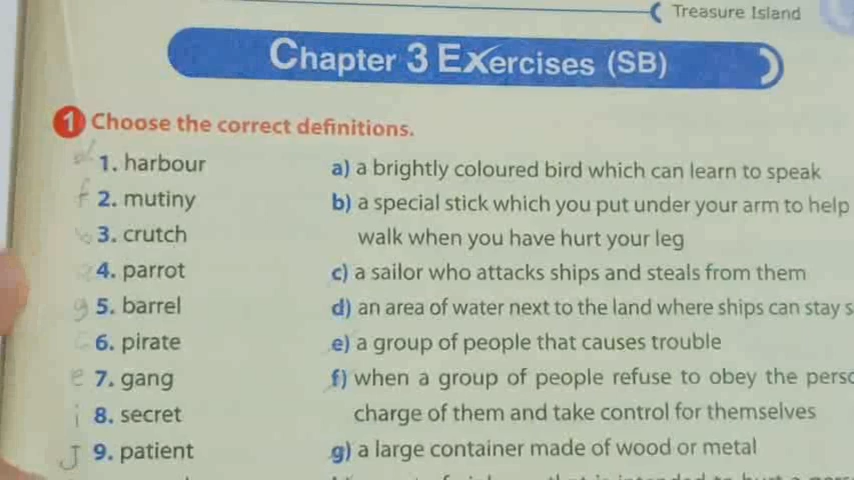 Treasure Island
Chapter 3 Exercises (SB)
1 Choose the correct definitions.
d 1. harbour a) a brightly coloured bird which can learn to speak
f 2. mutiny b) a special stick which you put under your arm to help
b 3. crutch walk when you have hurt your leg
4. parrot c) a sailor who attacks ships and steals from them
g 5. barrel d) an area of water next to the land where ships can stay s
c 6. pirate e) a group of people that causes trouble
e 7. gang f) when a group of people refuse to obey the perso
i 8. secret charge of them and take control for themselves
J 9. patient g) a large container made of wood or metal